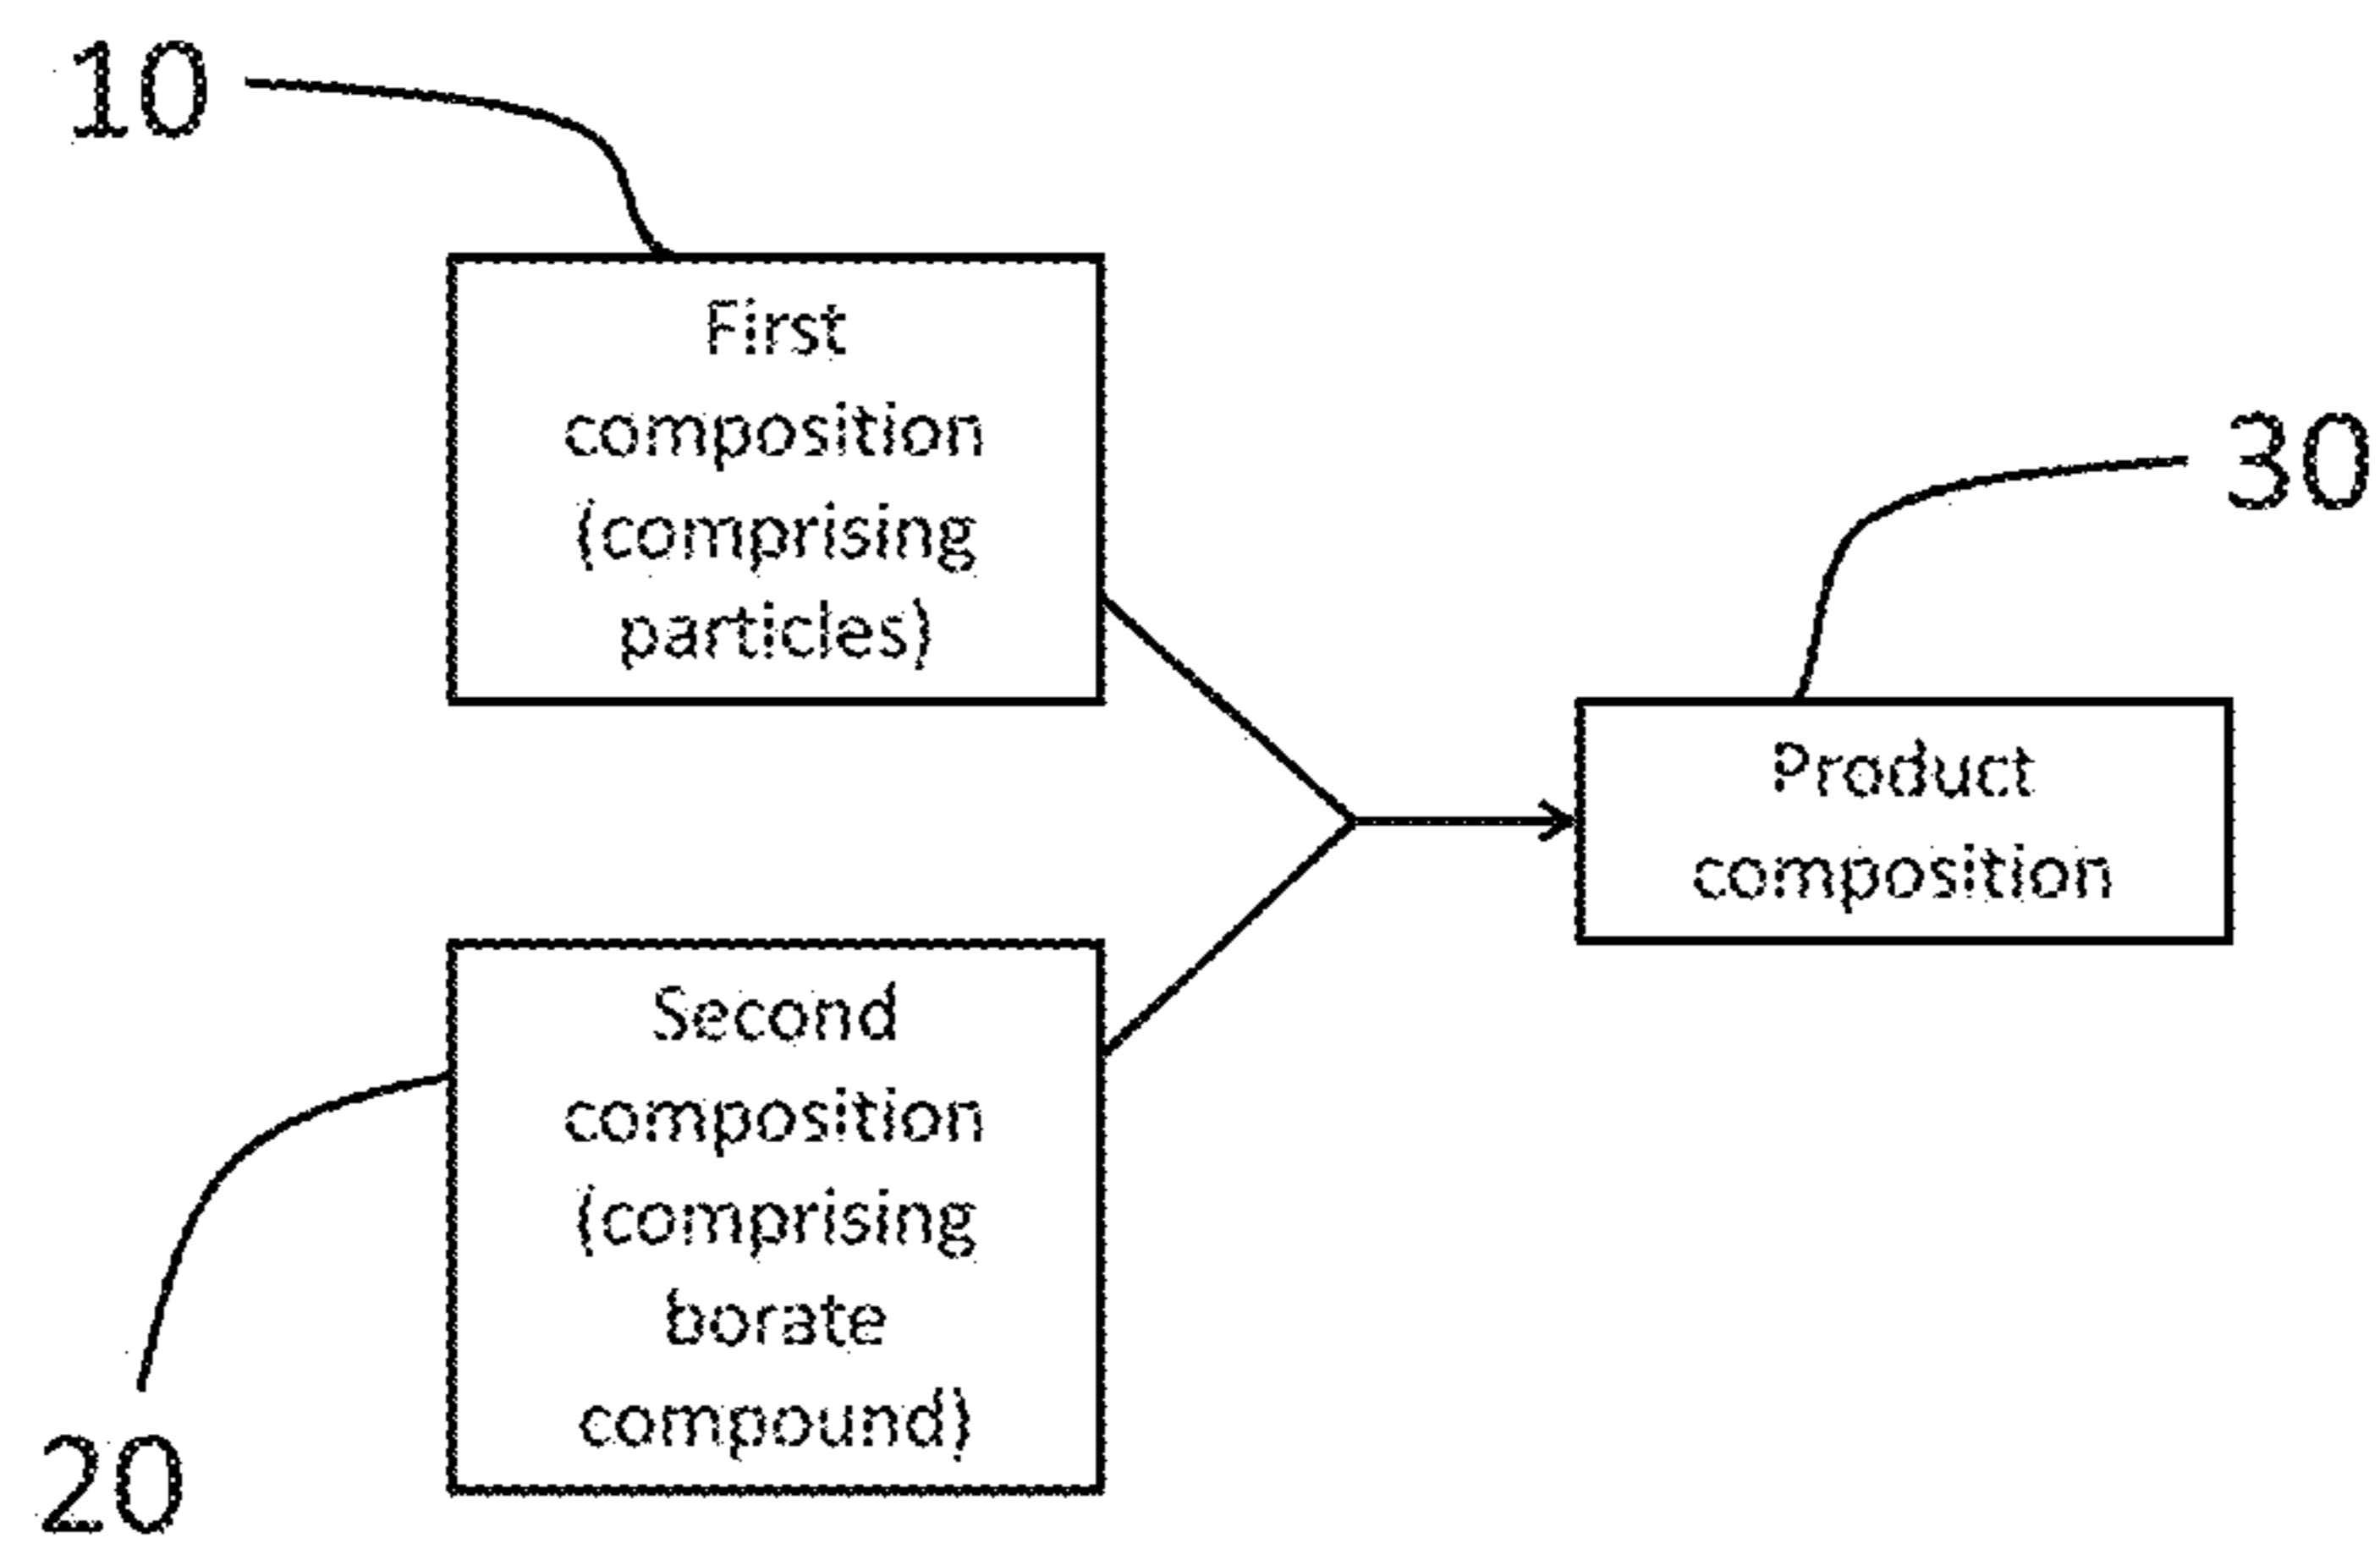 10
First
composition
(comprising
particles)
30
Product
composition
Second
composition
(comprising
borate
compound)
20